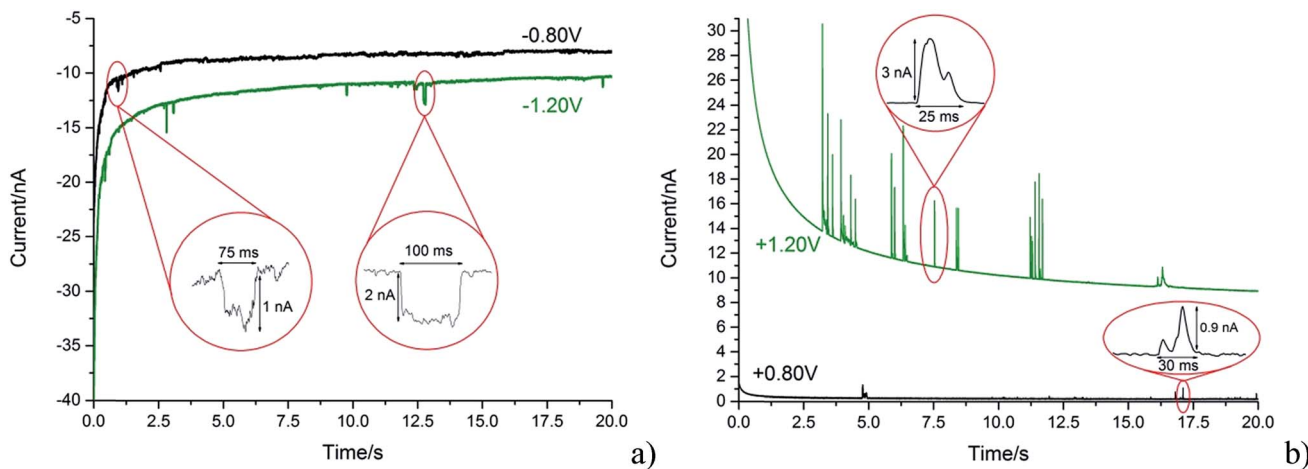 -5
-10
-15
-20
-25
-30
-35
-40
Current/nA
-0.80V
-1.20V
75 ms
1 nA
100 ms
2 nA
0.0
2.5
5.0
7.5
10.0
12.5
15.0
17.5
20.0
Time/s
a)
30
28
26
24
22
20
18
16
14
12
10
8
6
4
2
0
Current/nA
3 nA
25 ms
+1.20V
0.9 nA
30 ms
+0.80V
0.0
2.5
5.0
7.5
10.0
12.5
15.0
17.5
20.0
Time/s
b)